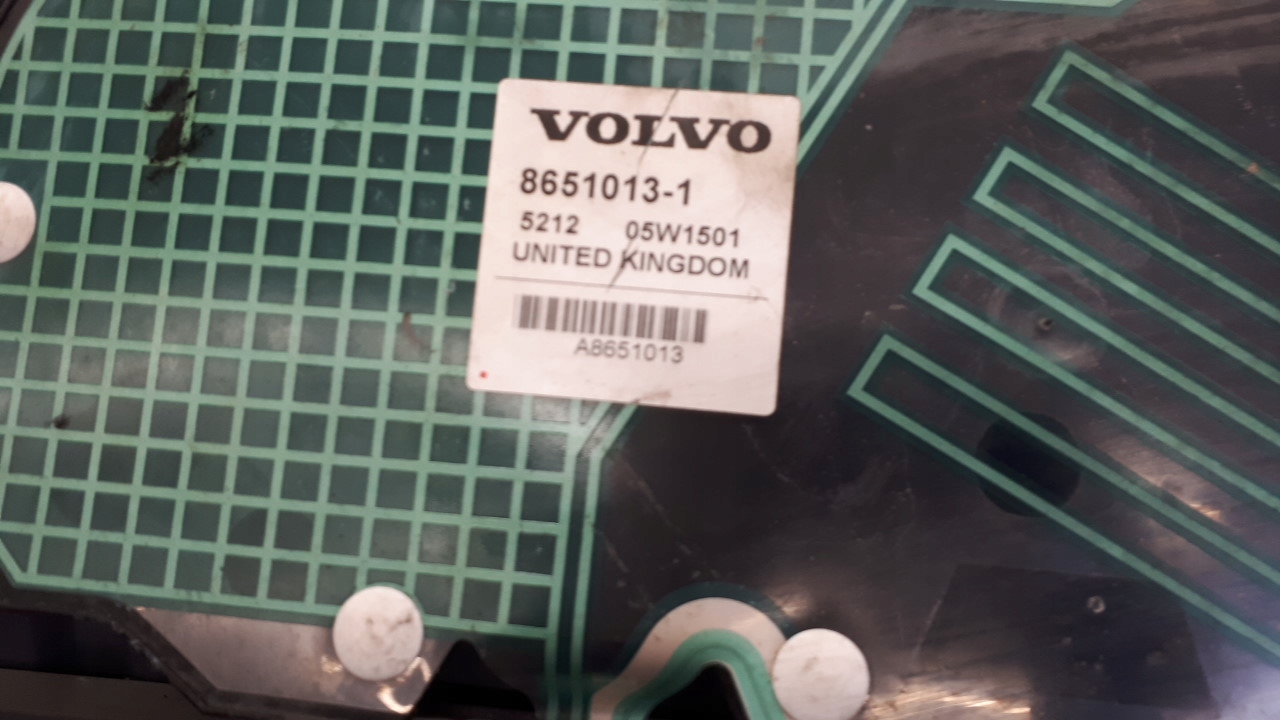 VOLVO
8651013-1
5212 05W1501
UNITED KINGDOM
A8651013